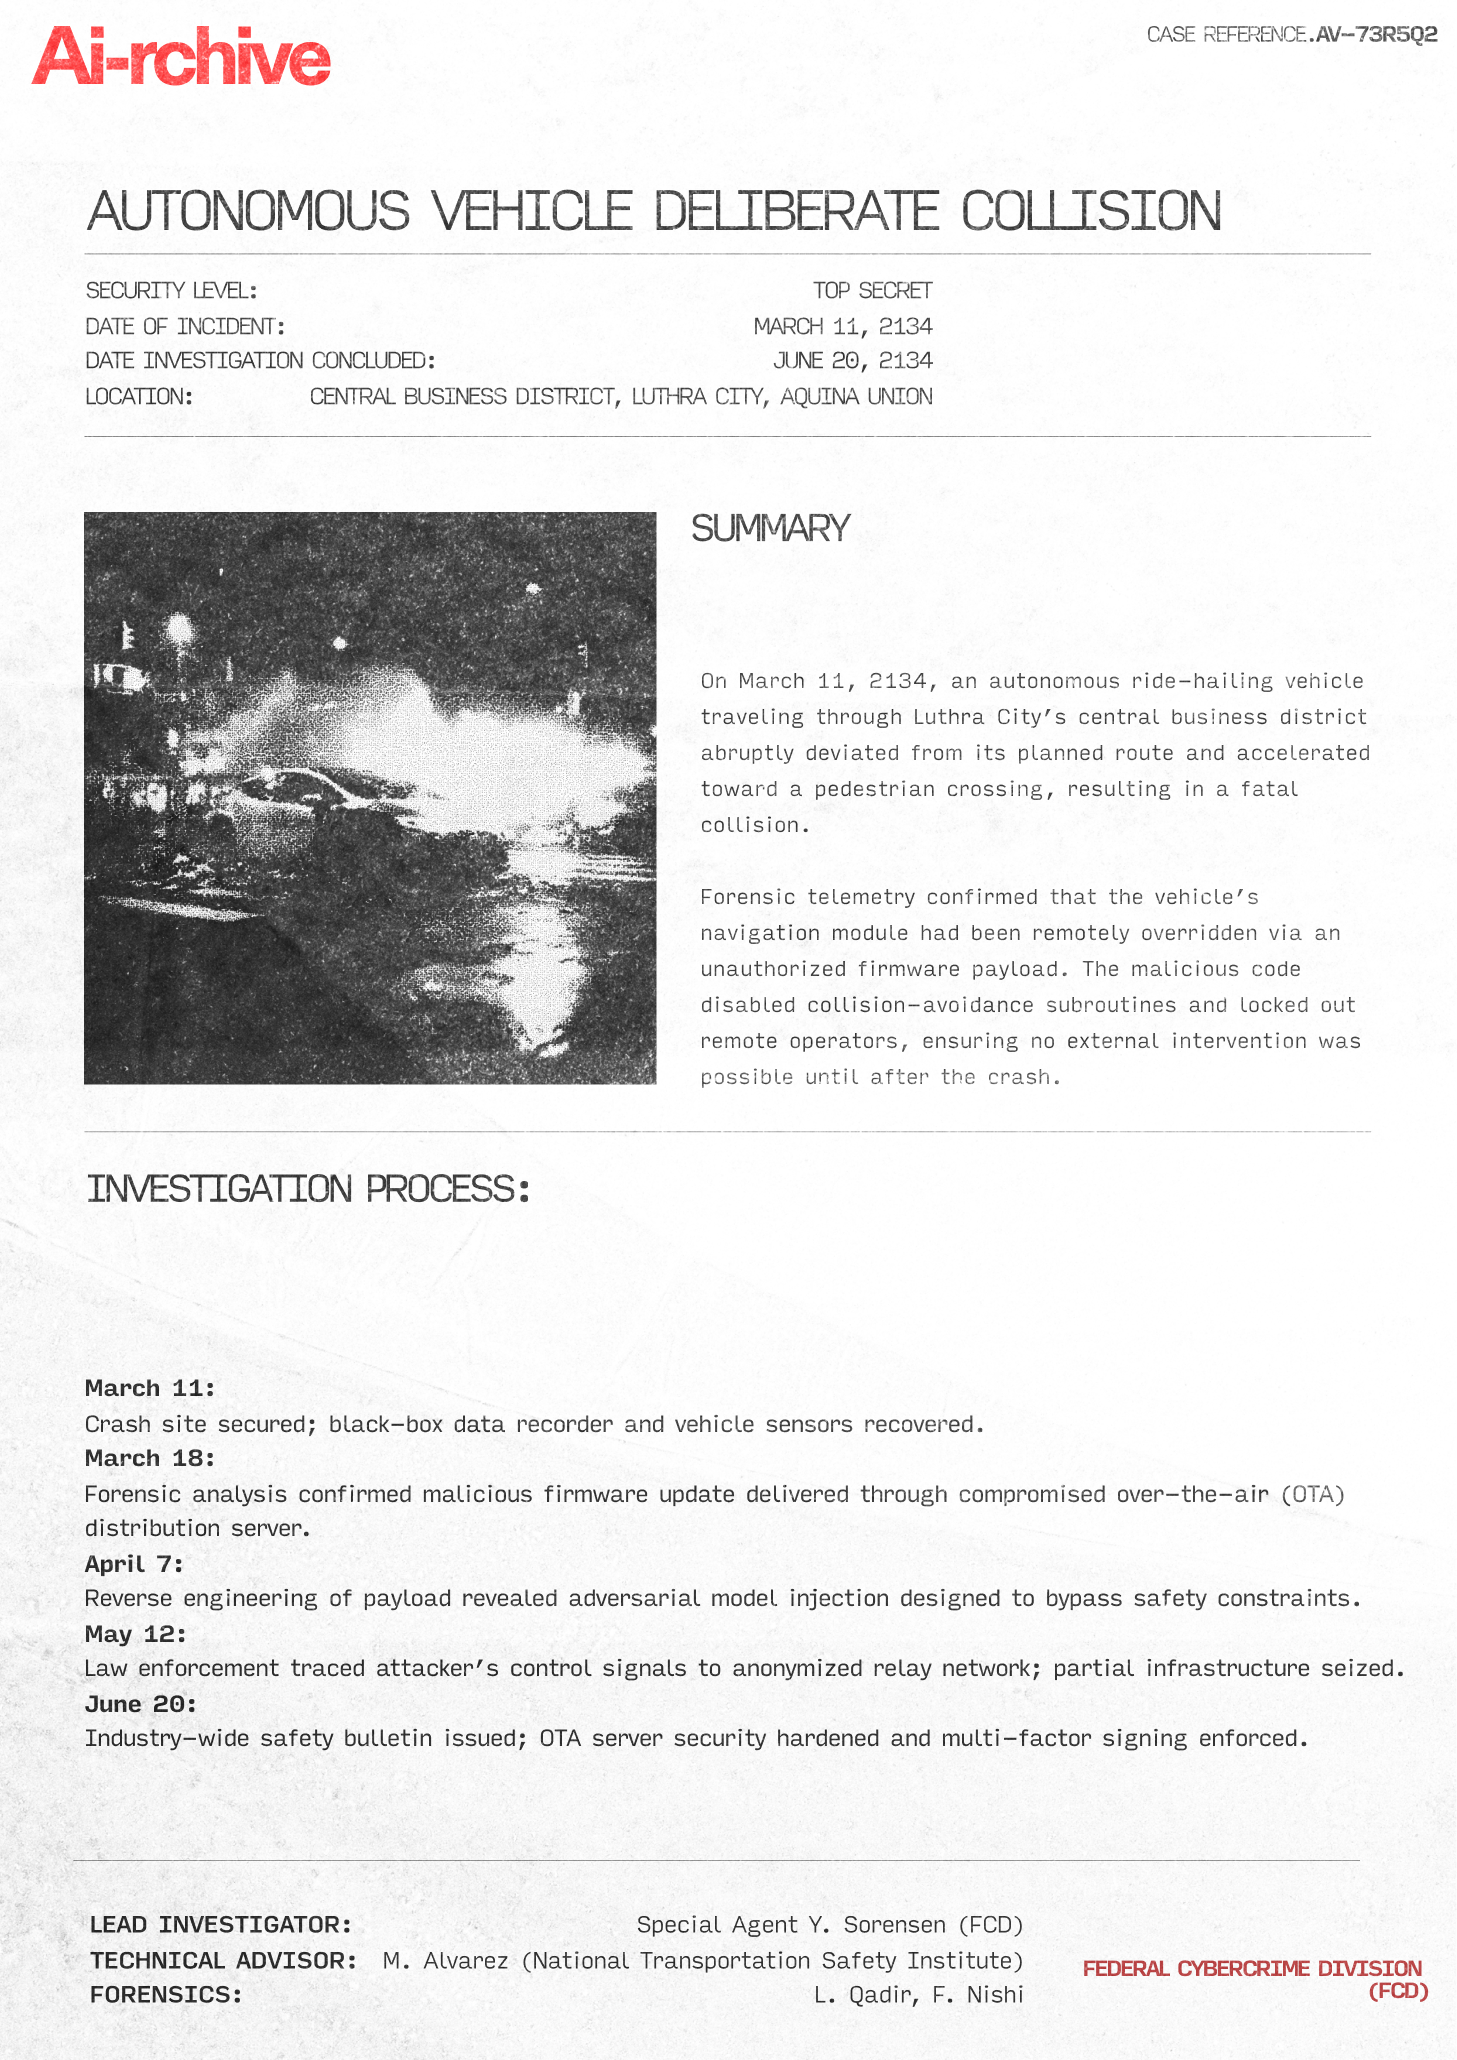 Ai-rchive
CASE REFERENCE.AV-73R5Q2
AUTONOMOUS VEHICLE DELIBERATE COLLISION
SECURITY LEVEL: TOP SECRET
DATE OF INCIDENT: MARCH 11, 2134
DATE INVESTIGATION CONCLUDED: JUNE 20, 2134
LOCATION: CENTRAL BUSINESS DISTRICT, LUTHRA CITY, AQUINA UNION
SUMMARY
On March 11, 2134, an autonomous ride-hailing vehicle
traveling through Luthra City's central business district
abruptly deviated from its planned route and accelerated
toward a pedestrian crossing, resulting in a fatal
collision.
Forensic telemetry confirmed that the vehicle's
navigation module had been remotely overridden via an
unauthorized firmware payload. The malicious code
disabled collision-avoidance subroutines and locked out
remote operators, ensuring no external intervention was
possible until after the crash.
INVESTIGATION PROCESS:
March 11:
Crash site secured; black-box data recorder and vehicle sensors recovered.
March 18:
Forensic analysis confirmed malicious firmware update delivered through compromised over-the-air (OTA)
distribution server.
April 7:
Reverse engineering of payload revealed adversarial model injection designed to bypass safety constraints.
May 12:
Law enforcement traced attacker's control signals to anonymized relay network; partial infrastructure seized.
June 20:
Industry-wide safety bulletin issued; OTA server security hardened and multi-factor signing enforced.
LEAD INVESTIGATOR: Special Agent Y. Sorensen (FCD)
TECHNICAL ADVISOR: M. Alvarez (National Transportation Safety Institute)
FORENSICS: L. Qadir, F. Nishi
FEDERAL CYBERCRIME DIVISION
(FCD)